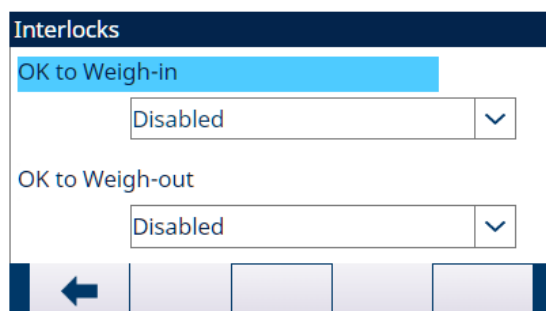 Interlocks
OK to Weigh-in
Disabled
OK to Weigh-out
Disabled